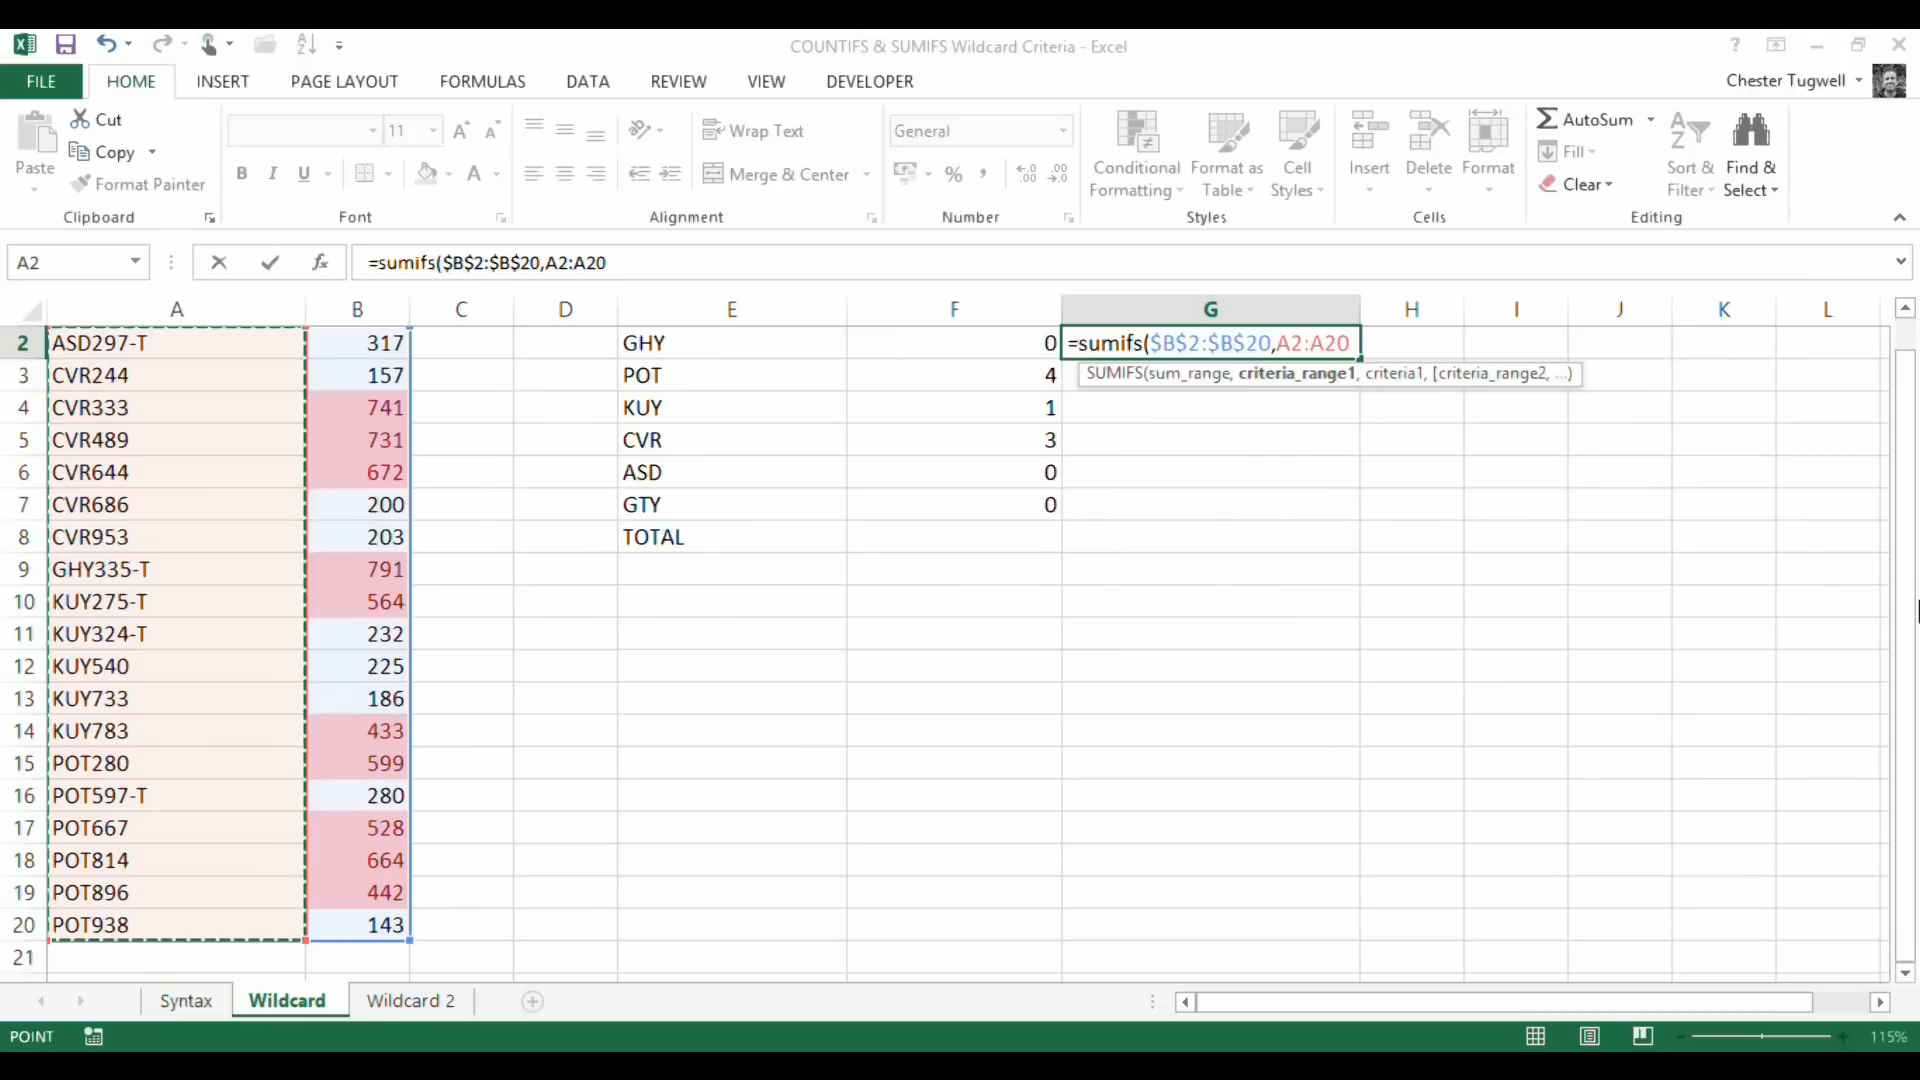 COUNTIFS & SUMIFS Wildcard Criteria - Excel
?
FILE HOME INSERT PAGE LAYOUT FORMULAS DATA REVIEW VIEW DEVELOPER Chester Tugwell
Paste
Cut
Copy
Format Painter
Clipboard
11
B I U
Font
Wrap Text
Merge & Center
Alignment
General
%
Number
Conditional Formatting
Format as Table
Cell Styles
Styles
Insert Delete Format
Cells
AutoSum
Fill
Clear
Sort & Filter
Find & Select
Editing
A2 fx =sumifs($B$2:$B$20,A2:A20
A B C D E F G H I J K L
2 ASD297-T 317 GHY 0 =sumifs($B$2:$B$20,A2:A20
SUMIFS(sum_range, criteria_range1, criteria1, [criteria_range2, ...)
3 CVR244 157 POT 4
4 CVR333 741 KUY 1
5 CVR489 731 CVR 3
6 CVR644 672 ASD 0
7 CVR686 200 GTY 0
8 CVR953 203 TOTAL
9 GHY335-T 791
10 KUY275-T 564
11 KUY324-T 232
12 KUY540 225
13 KUY733 186
14 KUY783 433
15 POT280 599
16 POT597-T 280
17 POT667 528
18 POT814 664
19 POT896 442
20 POT938 143
21
Syntax Wildcard Wildcard 2
POINT 115%